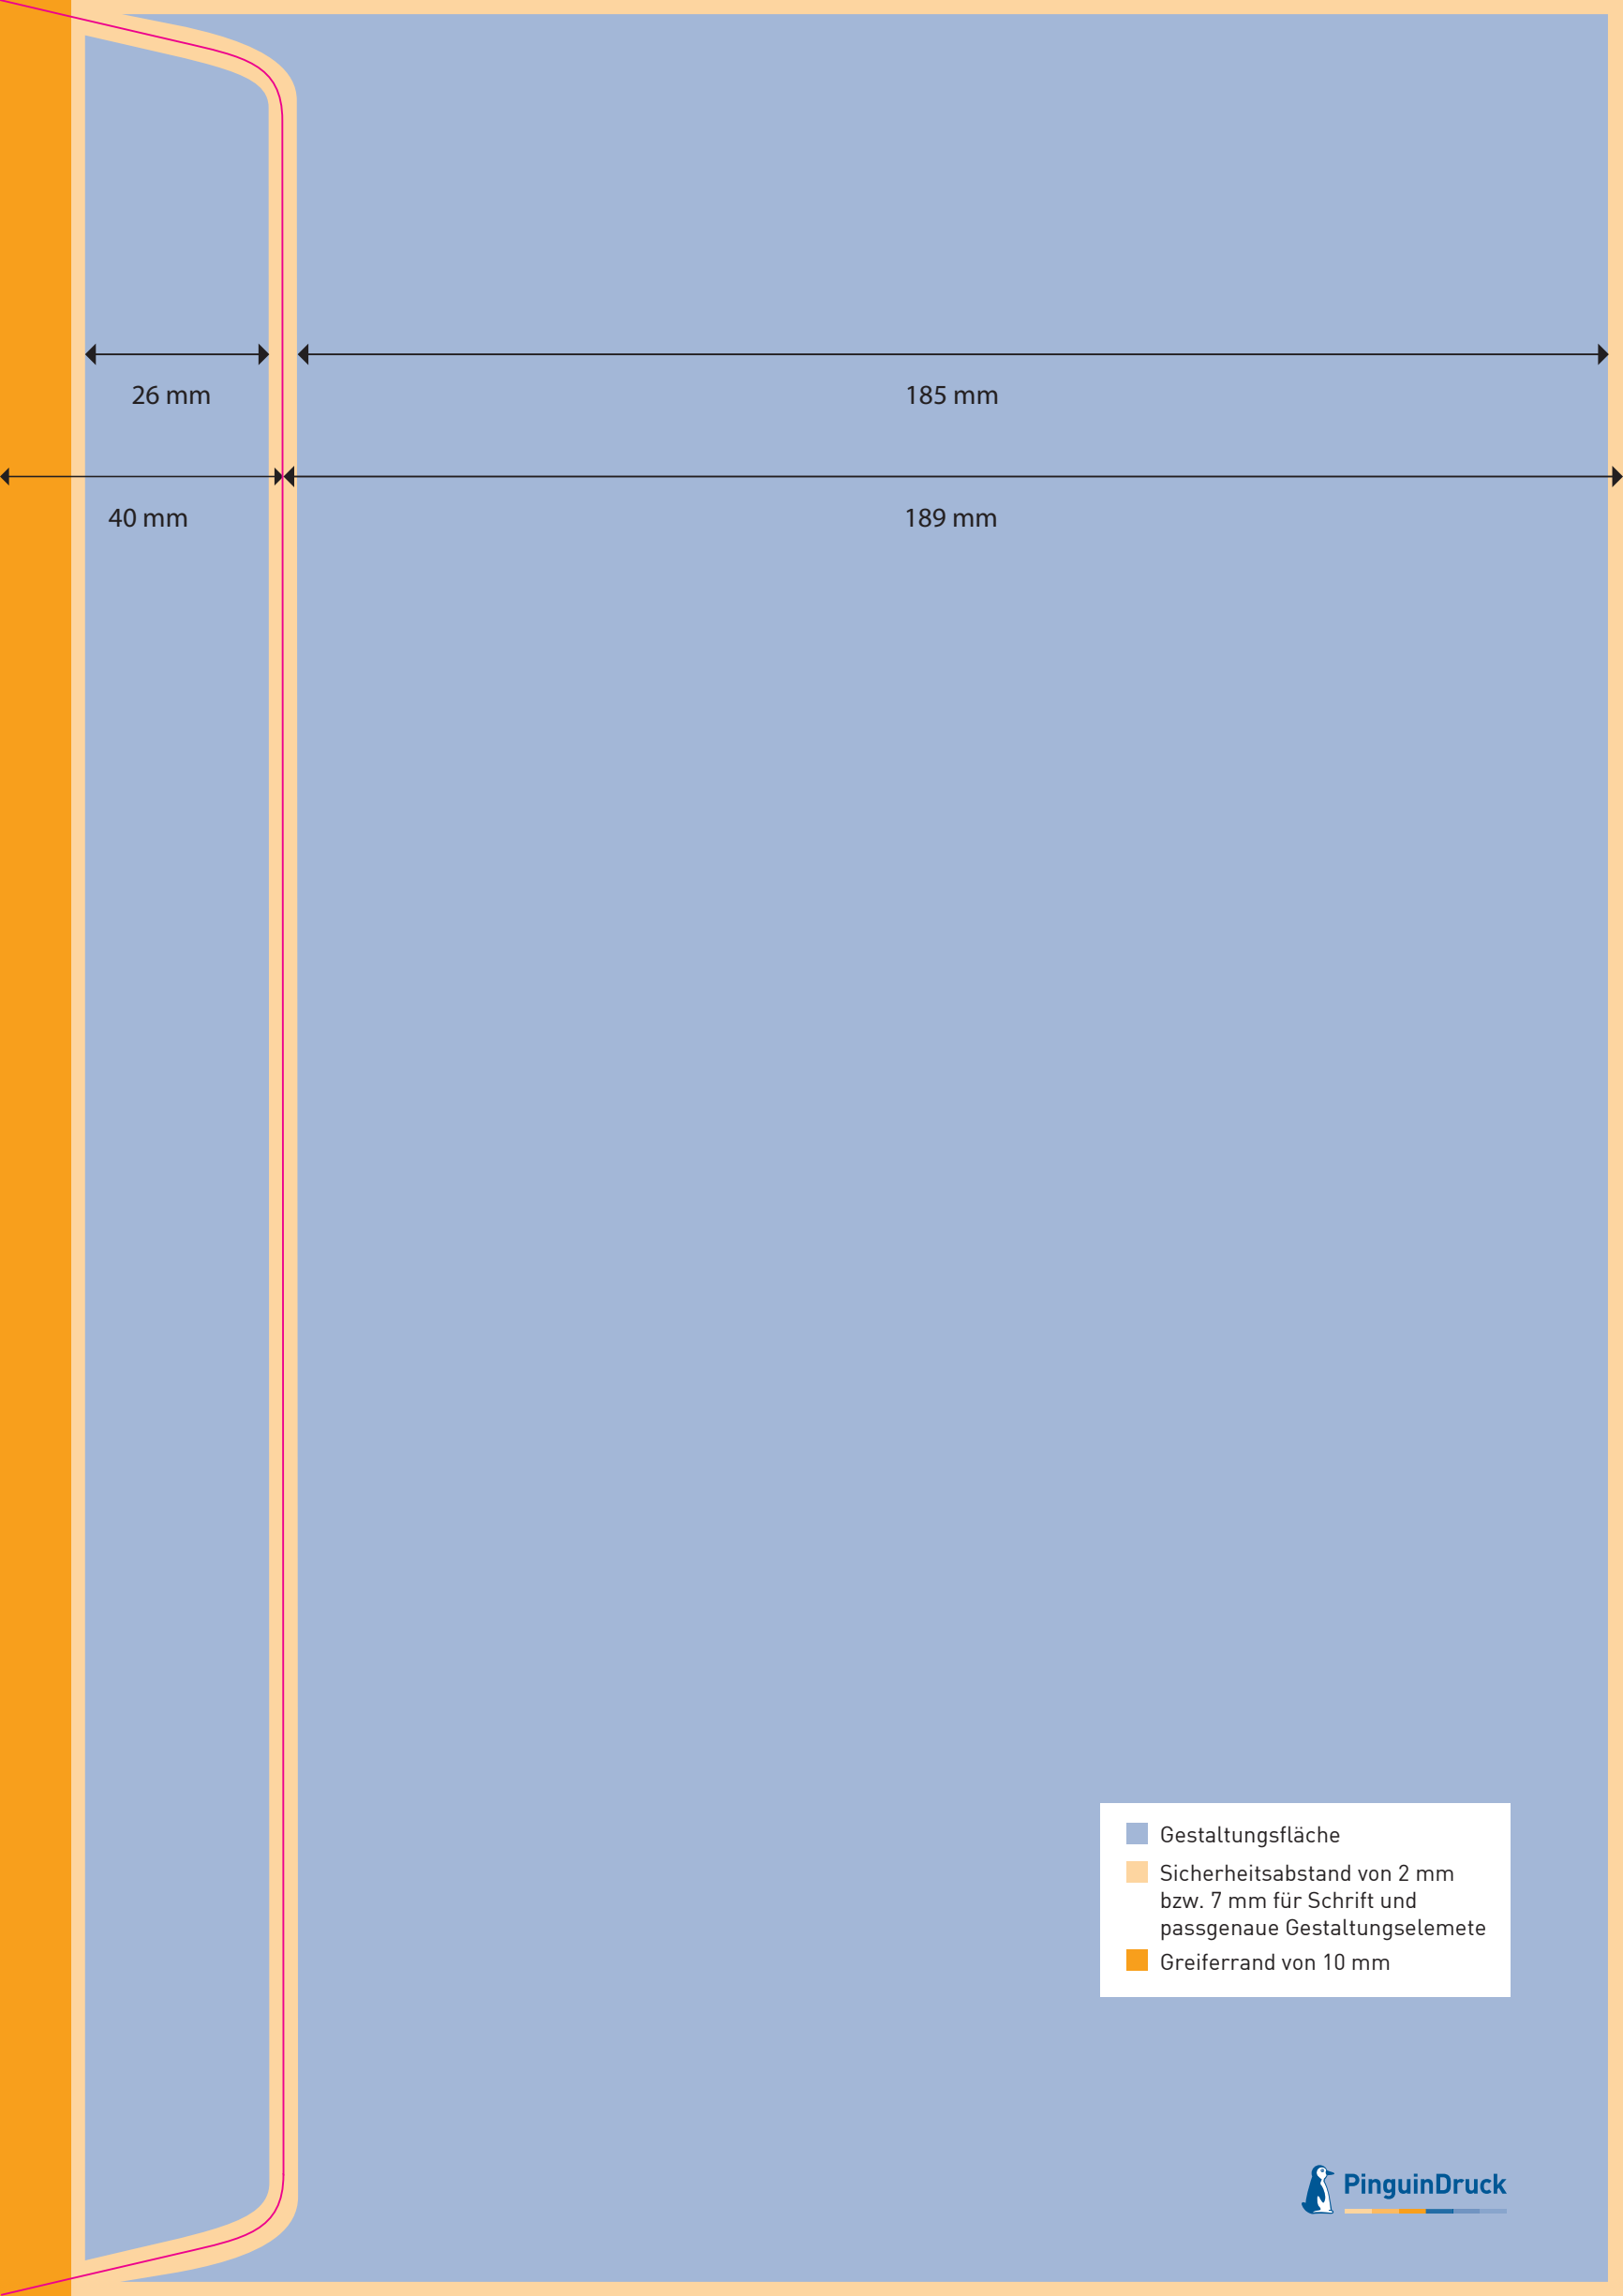 26 mm
185 mm
40 mm
189 mm
Gestaltungsfläche
Sicherheitsabstand von 2 mm
bzw. 7 mm für Schrift und
passgenaue Gestaltungselemete
Greiferrand von 10 mm
PinguinDruck